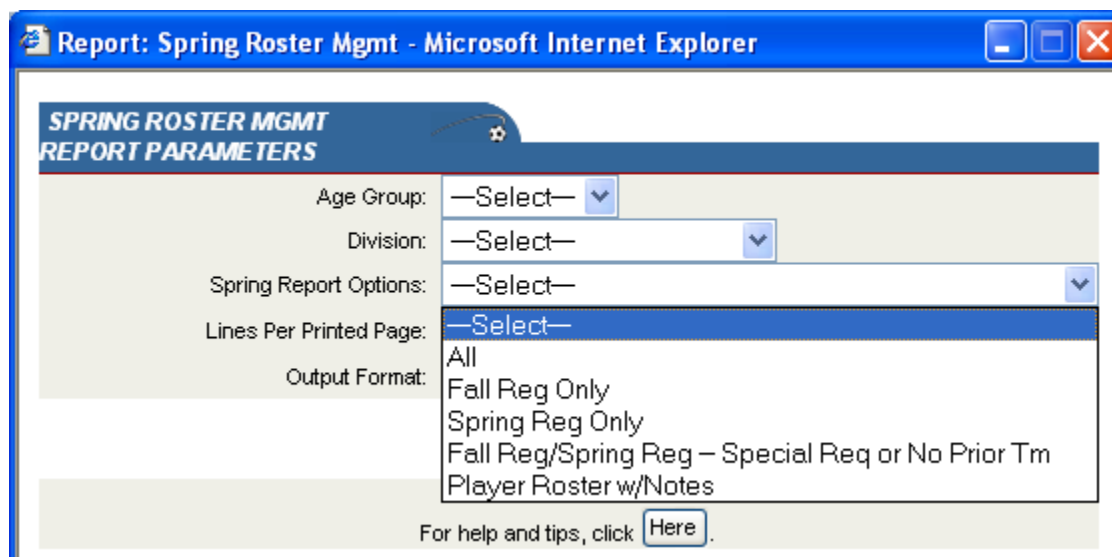 Report: Spring Roster Mgmt - Microsoft Internet Explorer
SPRING ROSTER MGMT
REPORT PARAMETERS
Age Group: —Select—
Division: —Select—
Spring Report Options: —Select—
Lines Per Printed Page:
Output Format:
—Select—
All
Fall Reg Only
Spring Reg Only
Fall Reg/Spring Reg – Special Req or No Prior Tm
Player Roster w/Notes
For help and tips, click Here.